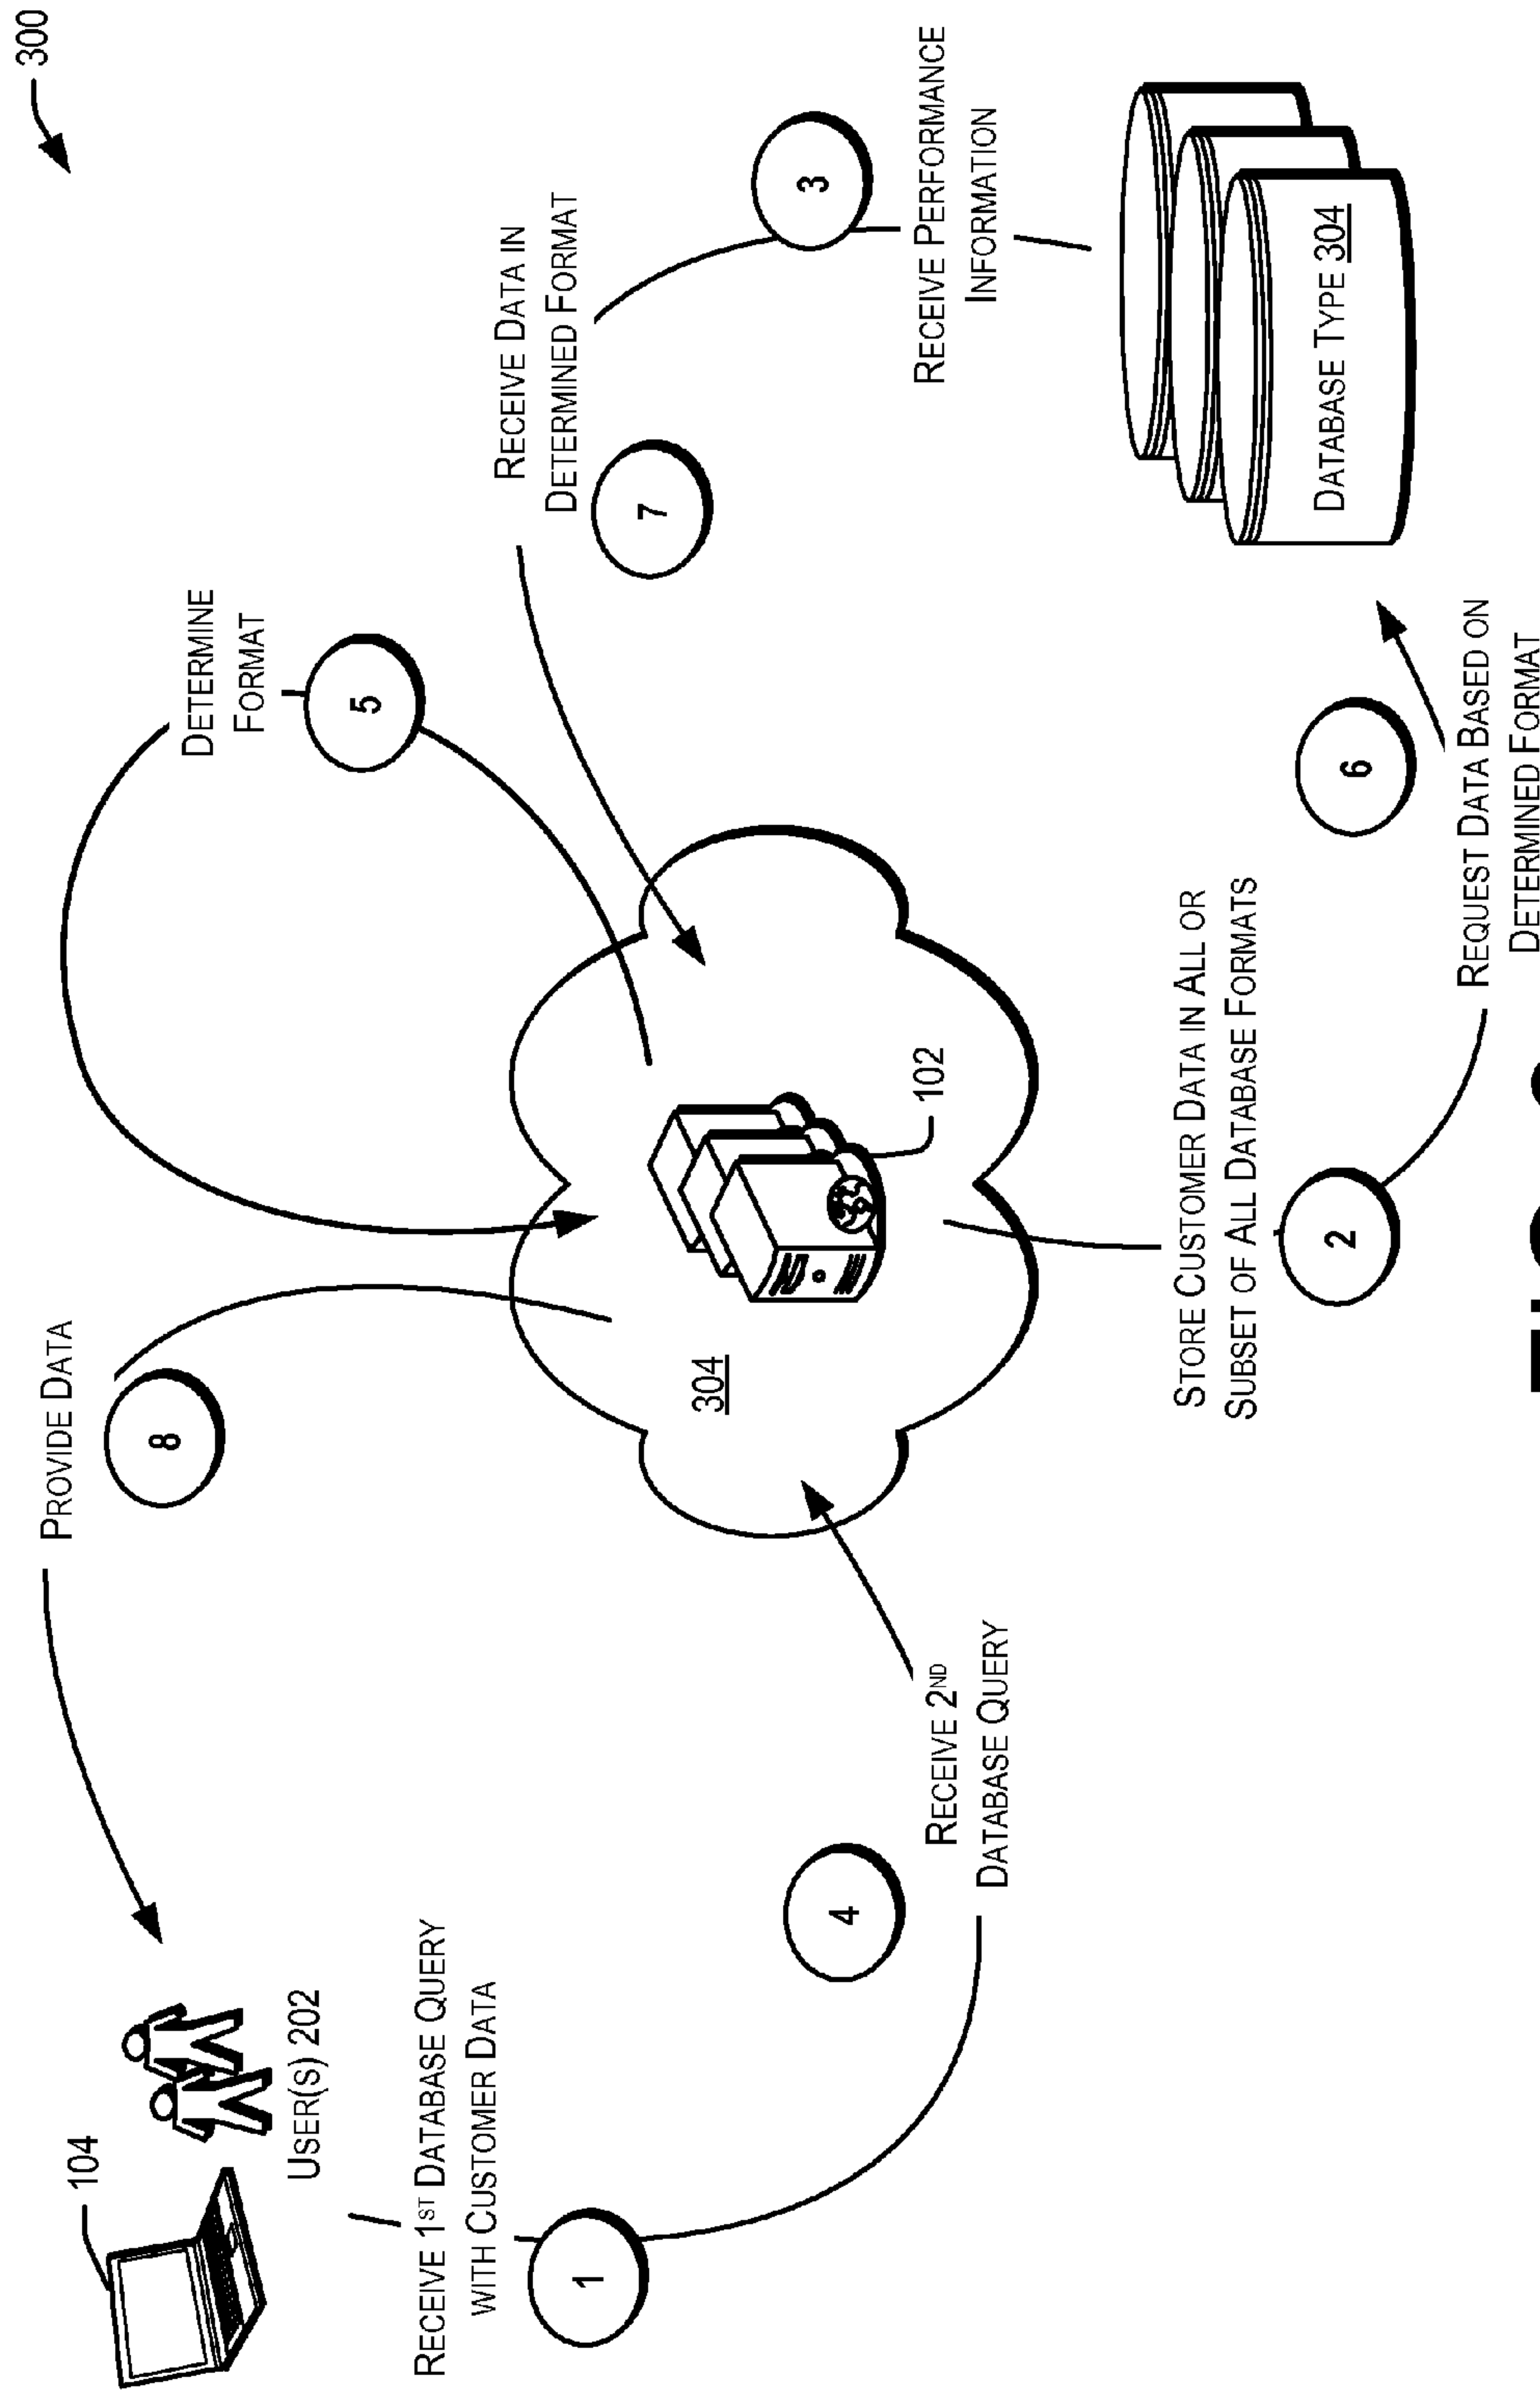 300
104
USER(S) 202
RECEIVE 1ST DATABASE QUERY
WITH CUSTOMER DATA
1
4
RECEIVE 2ND
DATABASE QUERY
PROVIDE DATA
8
304
102
STORE CUSTOMER DATA IN ALL OR
SUBSET OF ALL DATABASE FORMATS
2
DETERMINE
FORMAT
5
RECEIVE DATA IN
DETERMINED FORMAT
7
3
RECEIVE PERFORMANCE
INFORMATION
DATABASE TYPE 304
6
REQUEST DATA BASED ON
DETERMINED FORMAT